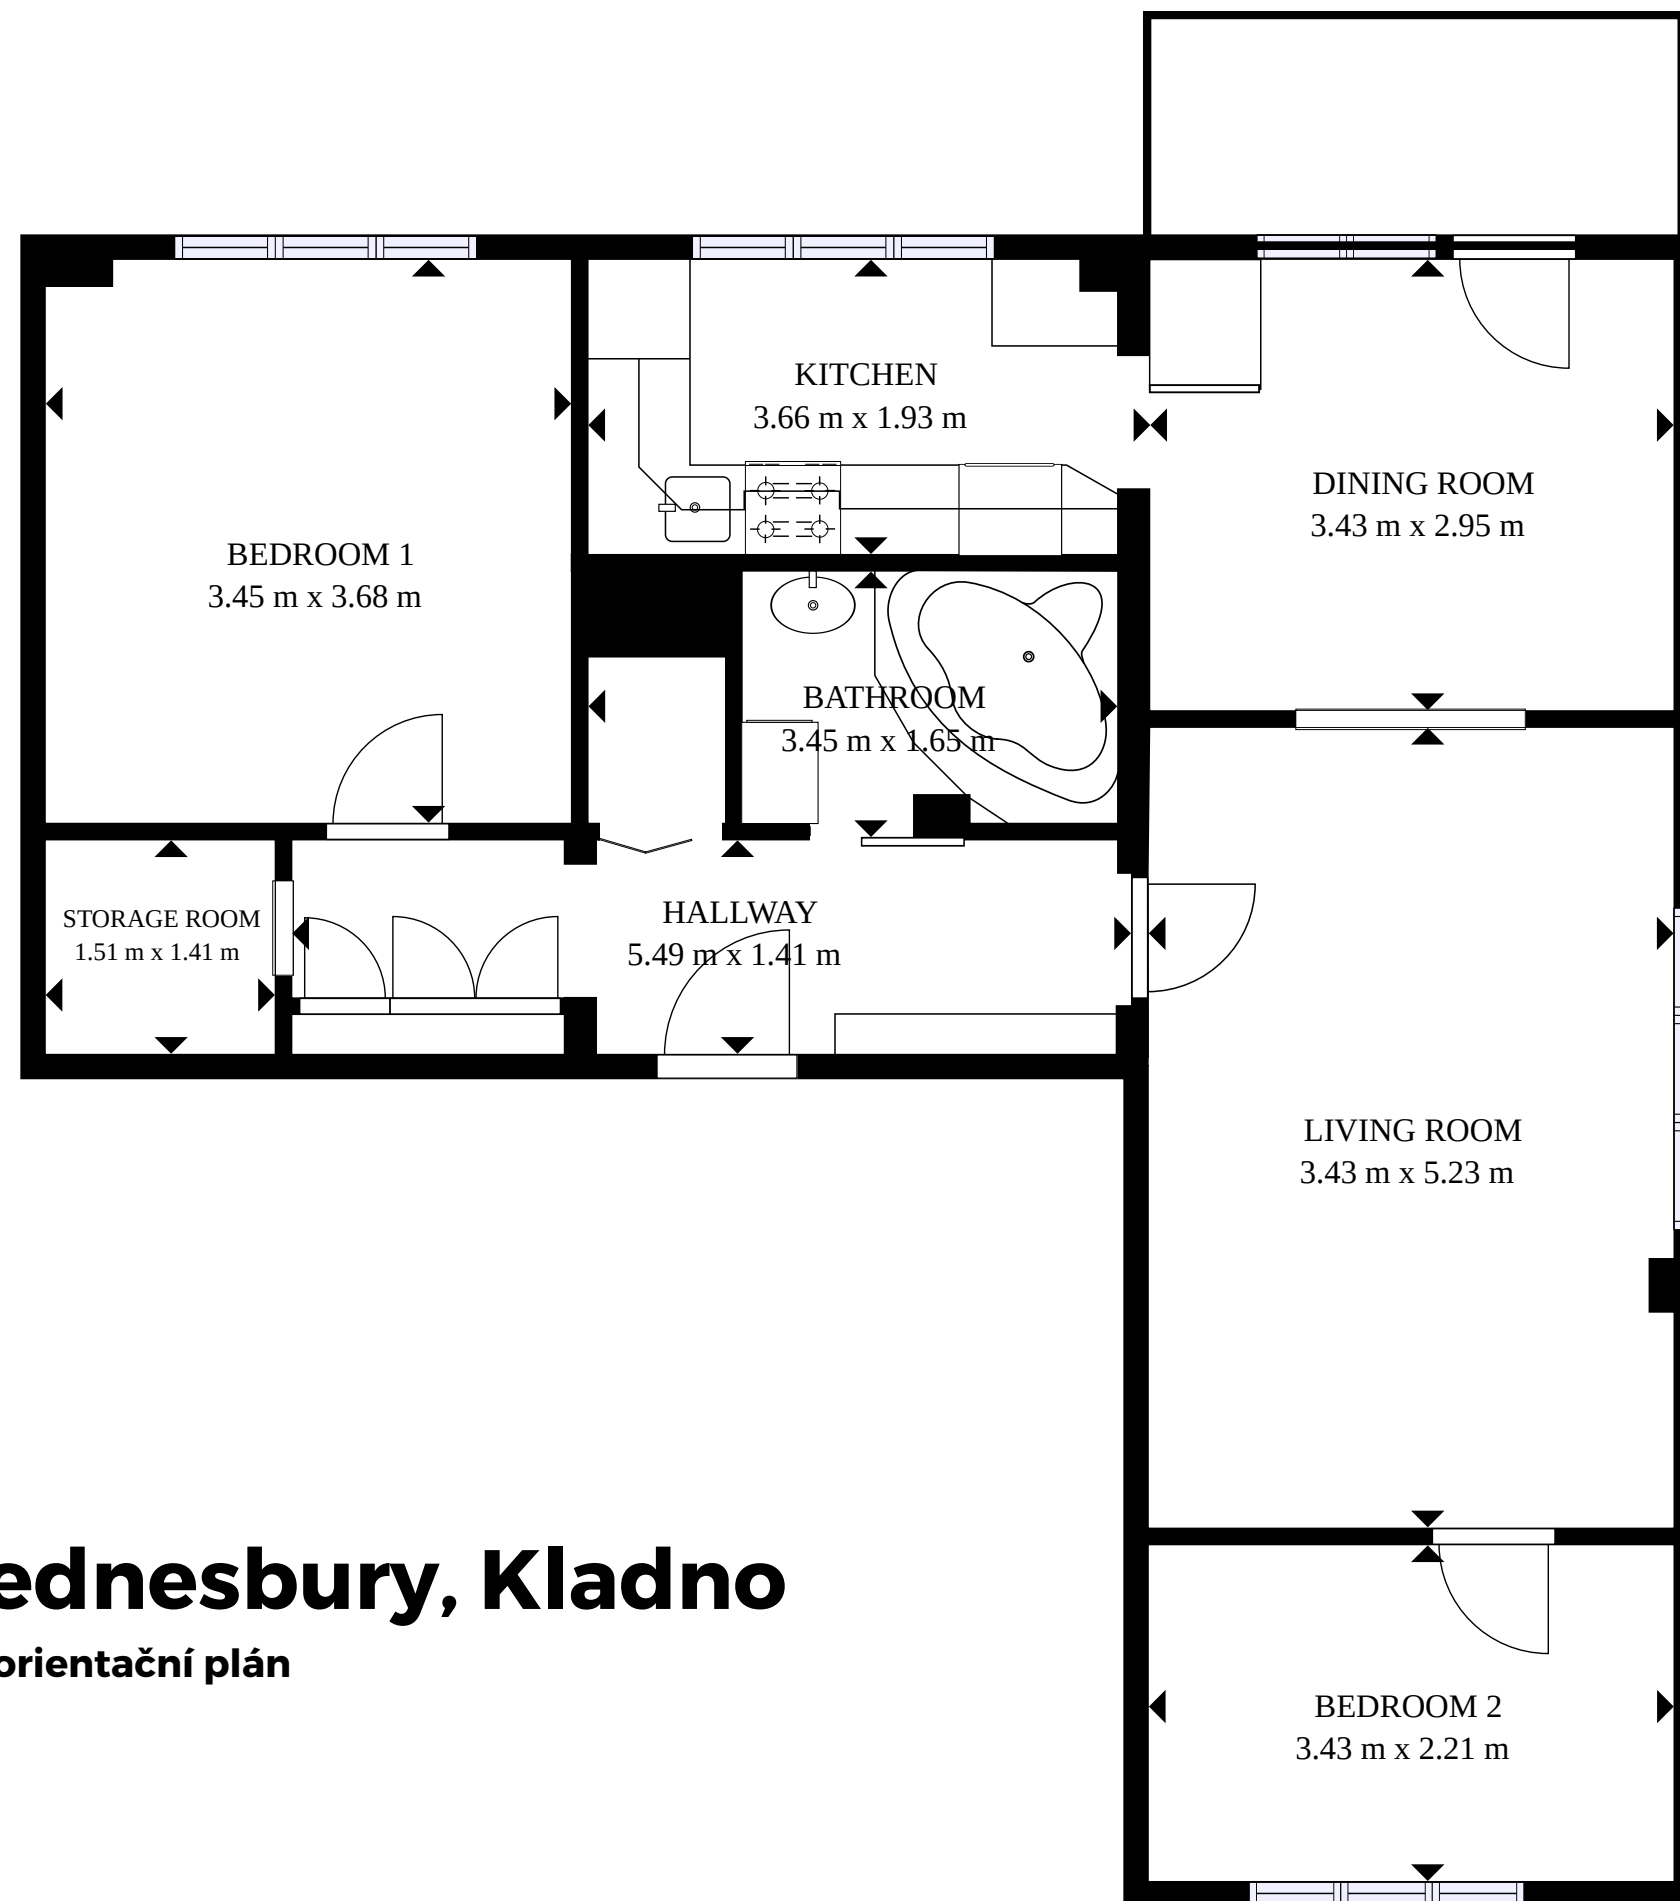 KITCHEN
3.66 m x 1.93 m
DINING ROOM
3.43 m x 2.95 m
BEDROOM 1
3.45 m x 3.68 m
BATHROOM
3.45 m x 1.65 m
STORAGE ROOM
1.51 m x 1.41 m
HALLWAY
5.49 m x 1.41 m
LIVING ROOM
3.43 m x 5.23 m
ednesbury, Kladno
orientační plán
BEDROOM 2
3.43 m x 2.21 m